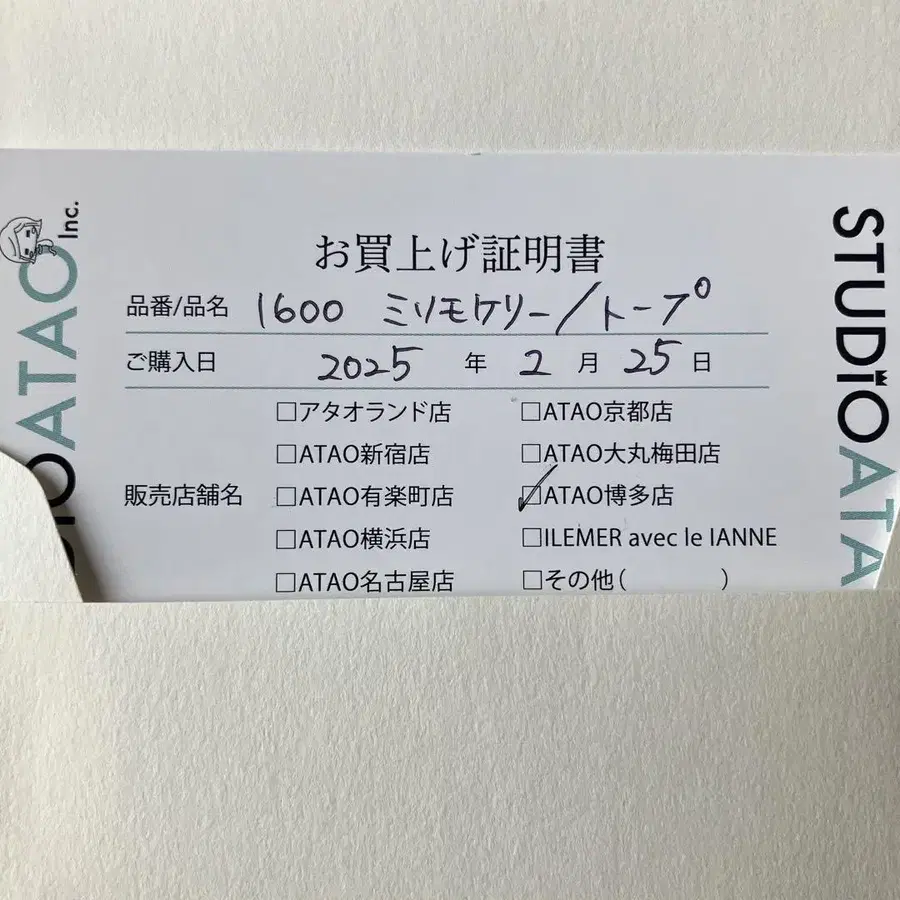 お買上げ証明書
品番/品名 1600 ミリモワリー/トープ
ご購入日 2025 年 2 月 25 日
販売店舗名
□アタオランド店 □ATAO京都店
□ATAO新宿店 □ATAO大丸梅田店
□ATAO有楽町店 ☑ATAO博多店
□ATAO横浜店 □ILEMER avec le IANNE
□ATAO名古屋店 □その他( )
IOATAO Inc.
STUDIOATA